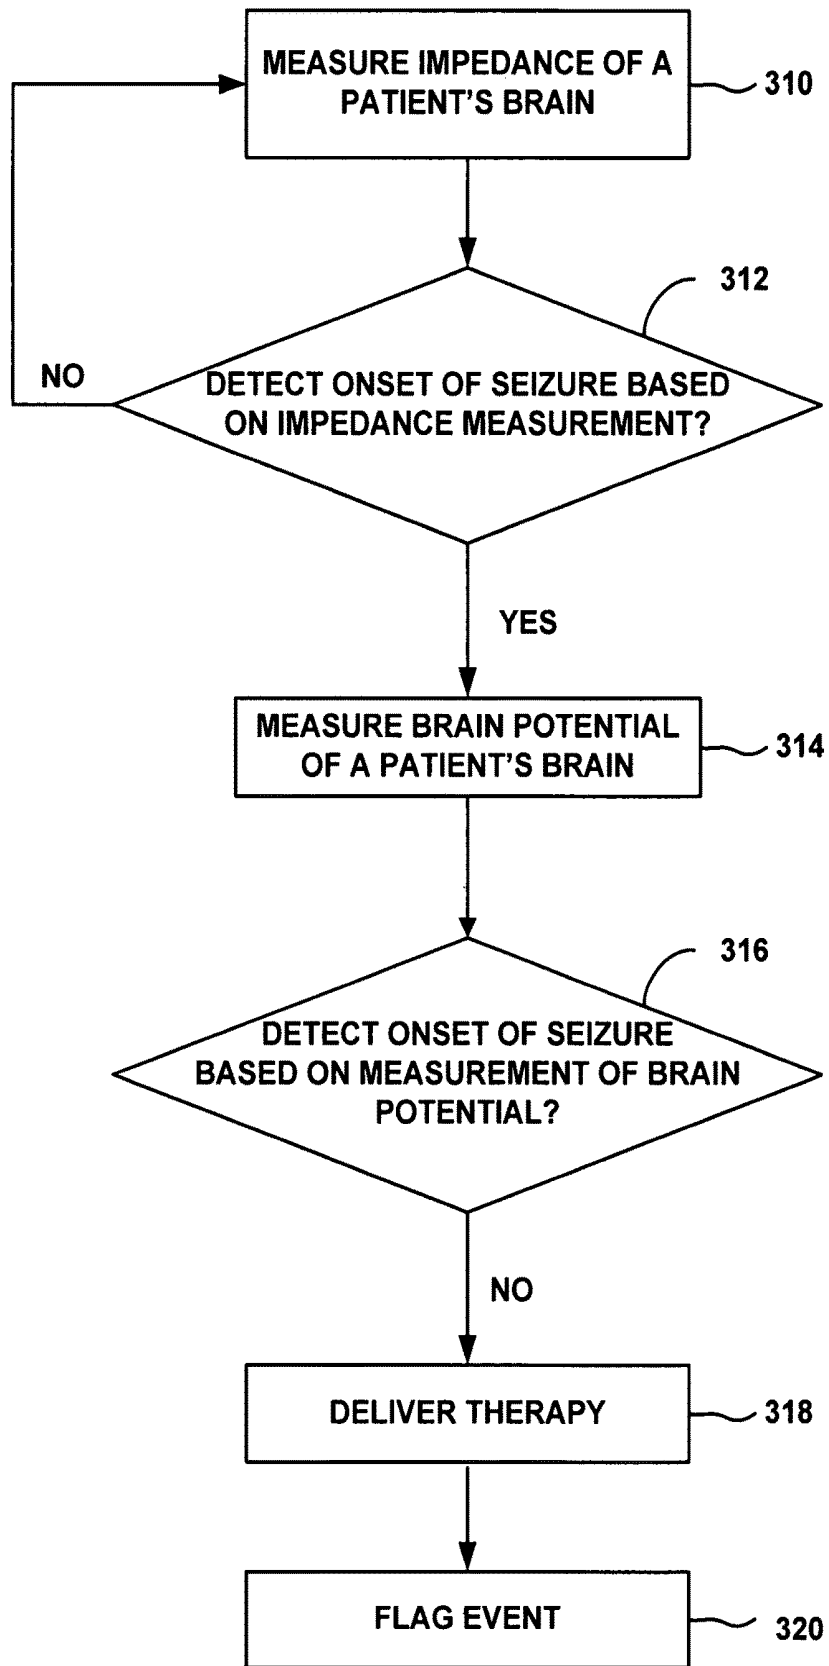 MEASURE IMPEDANCE OF A
PATIENT'S BRAIN
310
312
NO
DETECT ONSET OF SEIZURE BASED
ON IMPEDANCE MEASUREMENT?
YES
MEASURE BRAIN POTENTIAL
OF A PATIENT'S BRAIN
314
316
DETECT ONSET OF SEIZURE
BASED ON MEASUREMENT OF BRAIN
POTENTIAL?
NO
DELIVER THERAPY
318
FLAG EVENT
320